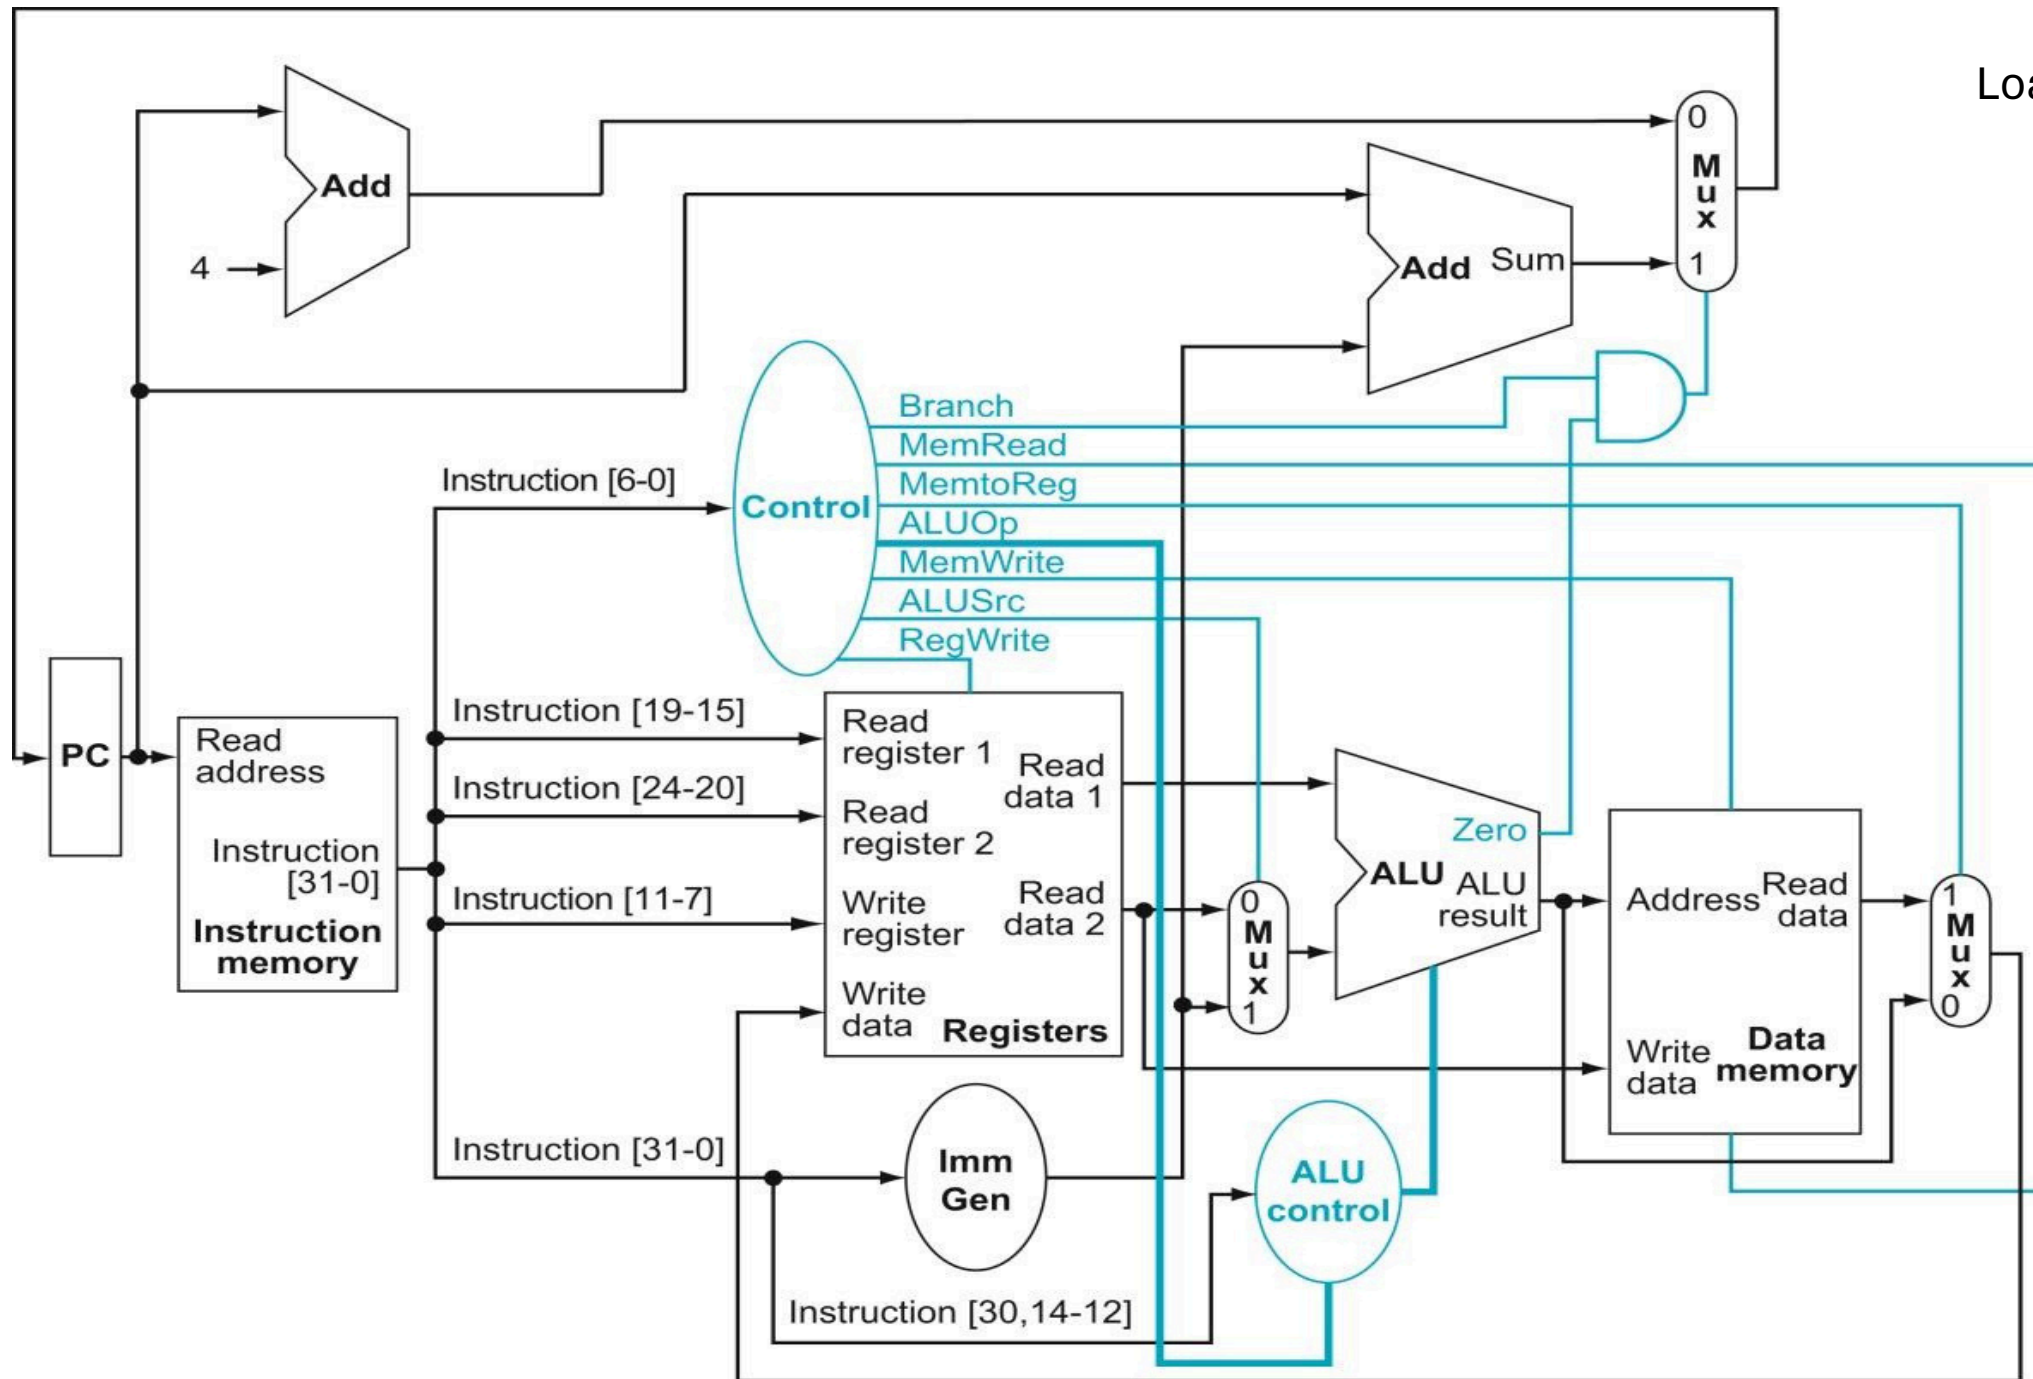 Loa
0
M
u
x
1
Add
4
Add Sum
Branch
MemRead
MemtoReg
ALUOp
MemWrite
ALUSrc
RegWrite
Control
Instruction [6-0]
PC
Read
address
Instruction
[31-0]
Instruction
memory
Instruction [19-15]
Instruction [24-20]
Instruction [11-7]
Instruction [31-0]
Instruction [30,14-12]
Read
register 1
Read
register 2
Write
register
Write
data
Read
data 1
Read
data 2
Registers
Imm
Gen
0
M
u
x
1
Zero
ALU
ALU
result
ALU
control
Address
Read
data
Write
data
Data
memory
1
M
u
x
0